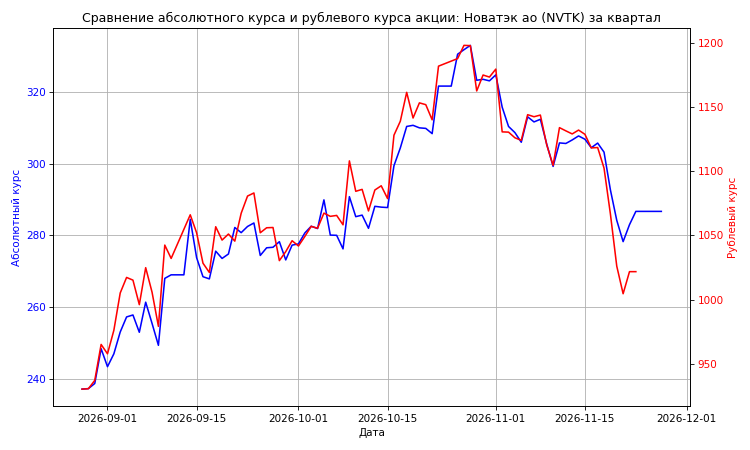 Сравнение абсолютного курса и рублевого курса акции: Новатэк ао (NVTK) за квартал
Абсолютный курс
320
300
280
260
240
1200
1150
1100
1050
1000
950
Рублевый курс
2026-09-01 2026-09-15 2026-10-01 2026-10-15 2026-11-01 2026-11-15 2026-12-01
Дата